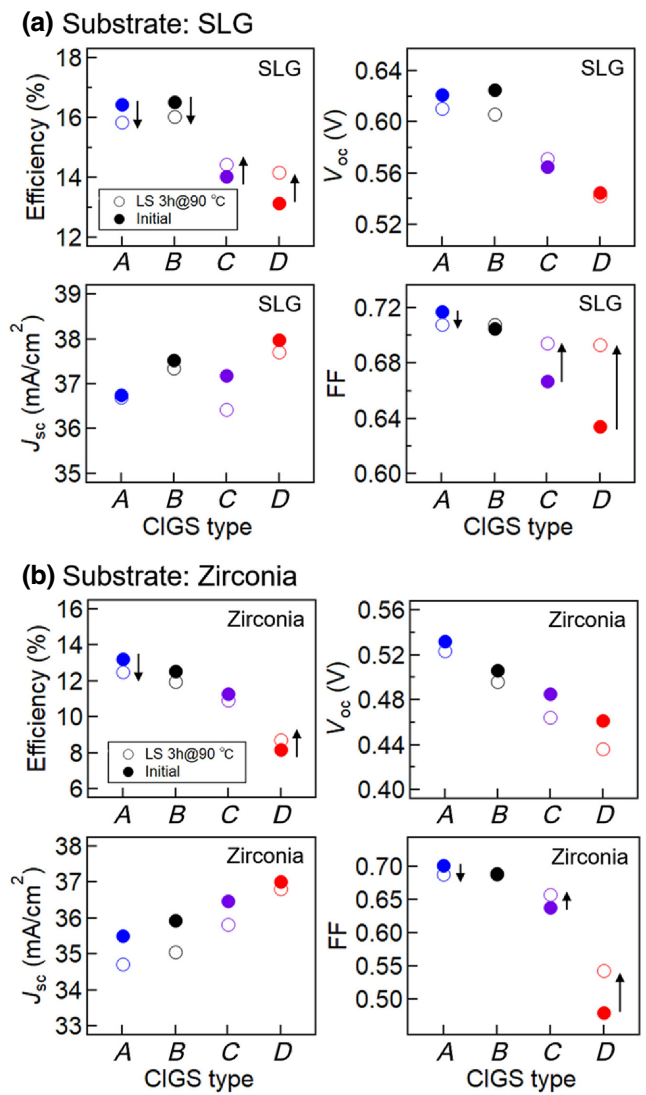 (a) Substrate: SLG
Efficiency (%)
16
14
12
SLG
LS 3h@90 °C
Initial
A B C D
Voc (V)
0.64
0.60
0.56
0.52
SLG
A B C D
Jsc (mA/cm²)
39
38
37
36
35
SLG
A B C D
CIGS type
FF
0.72
0.68
0.64
0.60
SLG
A B C D
CIGS type
(b) Substrate: Zirconia
Efficiency (%)
16
14
12
10
8
6
Zirconia
LS 3h@90 °C
Initial
A B C D
Voc (V)
0.56
0.52
0.48
0.44
0.40
Zirconia
A B C D
Jsc (mA/cm²)
38
37
36
35
34
33
Zirconia
A B C D
CIGS type
FF
0.70
0.65
0.60
0.55
0.50
Zirconia
A B C D
CIGS type